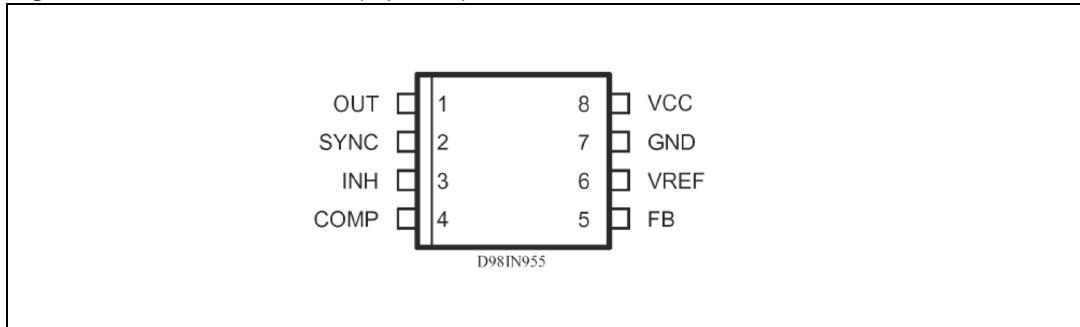 OUT 1 8 VCC
SYNC 2 7 GND
INH 3 6 VREF
COMP 4 5 FB
D98IN955